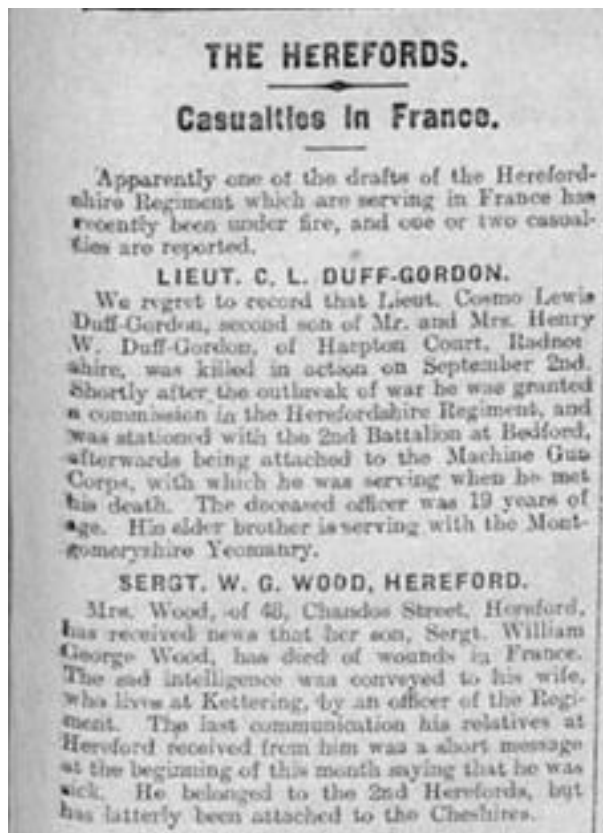 THE HEREFORDS.
Casualties in France.
Apparently one of the drafts of the Hereford-
shire Regiment which are serving in France has
recently been under fire, and one or two casual-
ties are reported.
LIEUT. C. L. DUFF-GORDON.
We regret to record that Lieut. Cosmo Lewis
Duff-Gordon, second son of Mr. and Mrs. Henry
W. Duff-Gordon, of Harpton Court, Radnor
shire, was killed in action on September 2nd.
Shortly after the outbreak of war he was granted
a commission in the Herefordshire Regiment, and
was stationed with the 2nd Battalion at Bedford,
afterwards being attached to the Machine Gun
Corps, with which he was serving when he met
his death. The deceased officer was 19 years of
age. His elder brother is serving with the Mont-
gomeryshire Yeomanry.
SERGT. W. G. WOOD, HEREFORD.
Mrs. Wood, of 48, Chandos Street, Hereford,
has received news that her son, Sergt. William
George Wood, has died of wounds in France.
The sad intelligence was conveyed to his wife,
who lives at Kettering, by an officer of the Regi-
ment. The last communication his relatives at
Hereford received from him was a short message
at the beginning of this month saying that he was
sick. He belonged to the 2nd Herefords, but
has latterly been attached to the Cheshires.